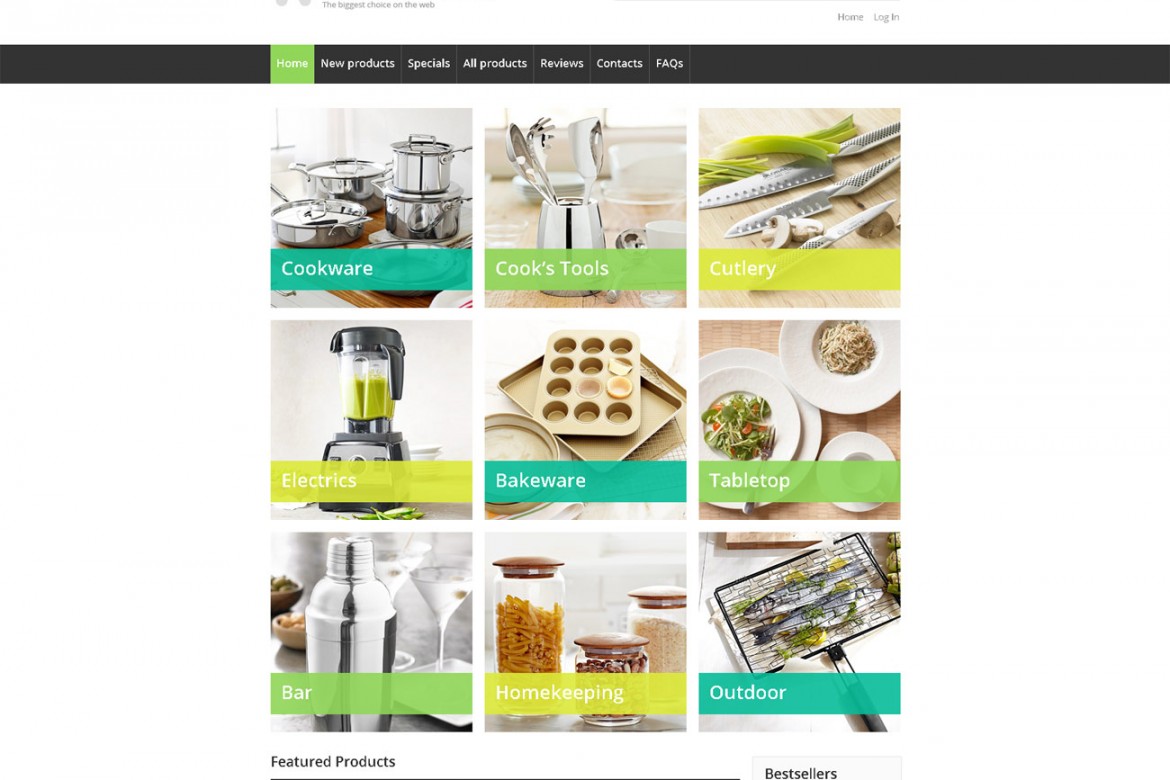 The biggest choice on the web
Home Log In
Home New products Specials All products Reviews Contacts FAQs
Cookware Cook’s Tools Cutlery
Electrics Bakeware Tabletop
Bar Homekeeping Outdoor
Featured Products
Bestsellers